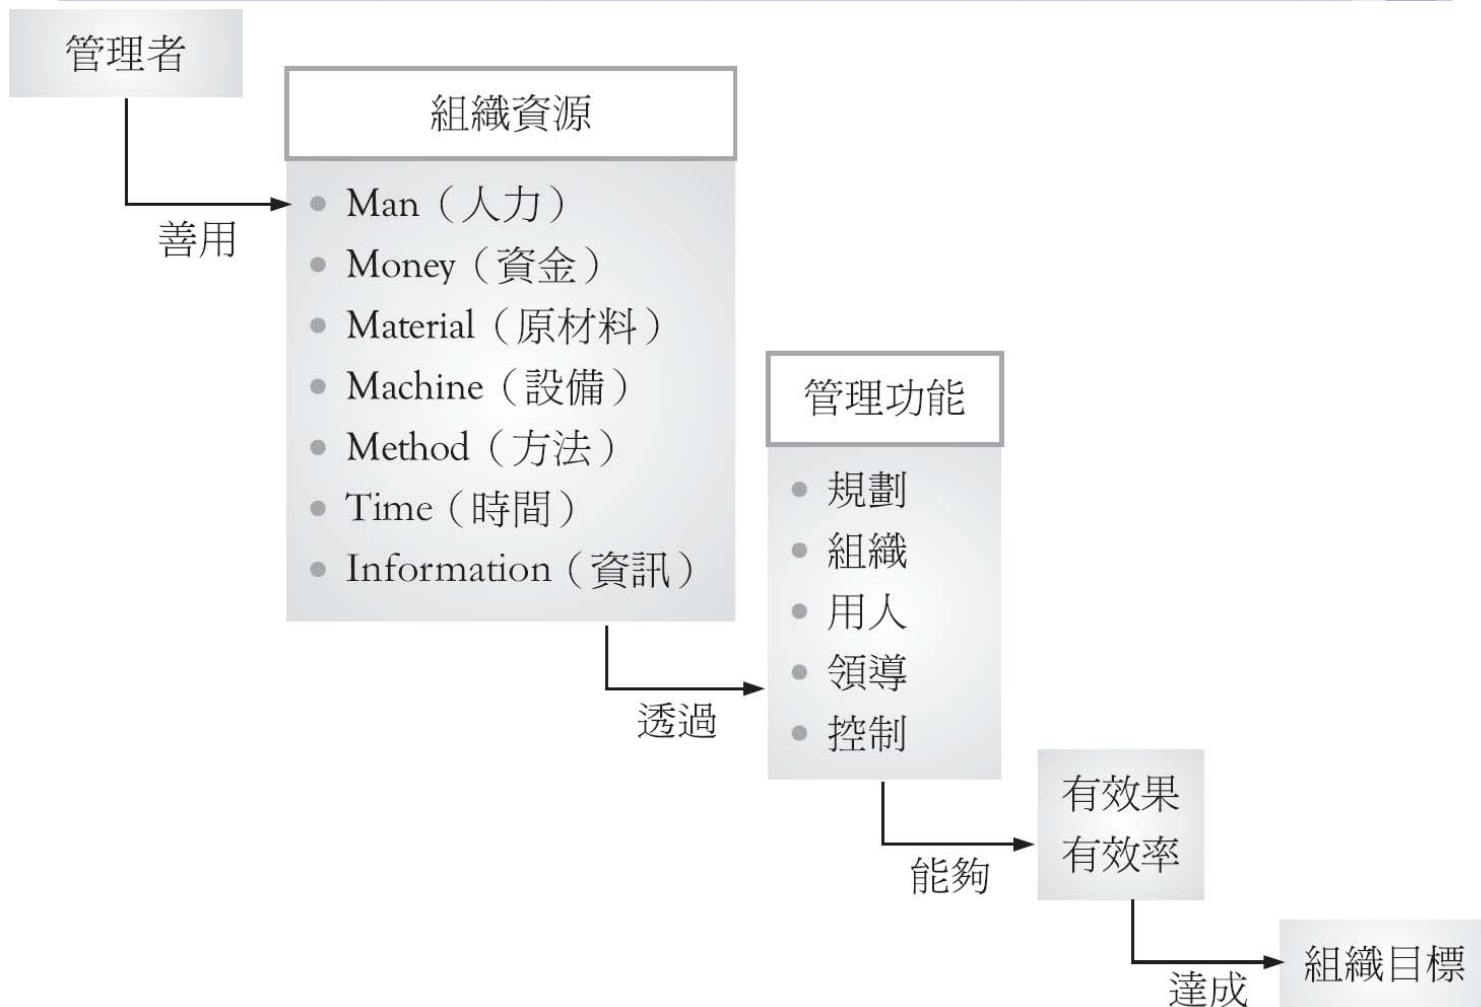 管理者
善用
組織資源
Man（人力）
Money（資金）
Material（原材料）
Machine（設備）
Method（方法）
Time（時間）
Information（資訊）
透過
管理功能
規劃
組織
用人
領導
控制
能夠
有效果
有效率
達成
組織目標